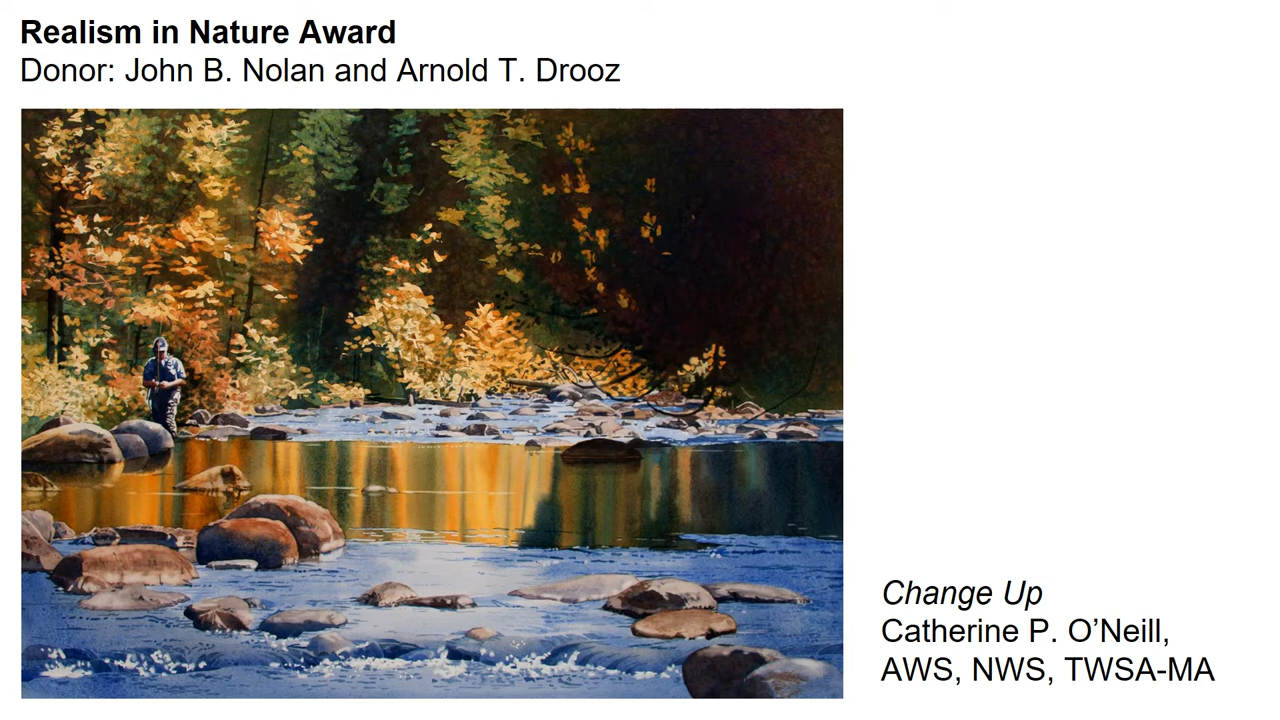 Realism in Nature Award
Donor: John B. Nolan and Arnold T. Drooz
Change Up
Catherine P. O’Neill,
AWS, NWS, TWSA-MA